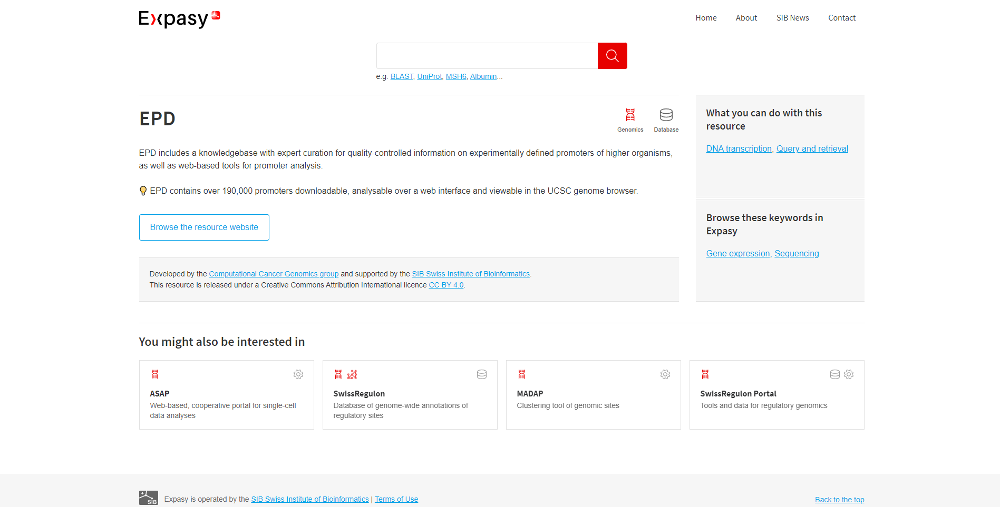 Expasy
Home About SIB News Contact
e.g. BLAST, UniProt, MSH6, Albumin...
EPD
Genomics Database
EPD includes a knowledgebase with expert curation for quality-controlled information on experimentally defined promoters of higher organisms,
as well as web-based tools for promoter analysis.
EPD contains over 190,000 promoters downloadable, analysable over a web interface and viewable in the UCSC genome browser.
Browse the resource website
Developed by the Computational Cancer Genomics group and supported by the SIB Swiss Institute of Bioinformatics.
This resource is released under a Creative Commons Attribution International licence CC BY 4.0.
What you can do with this
resource
DNA transcription, Query and retrieval
Browse these keywords in
Expasy
Gene expression, Sequencing
You might also be interested in
ASAP
Web-based, cooperative portal for single-cell
data analyses
SwissRegulon
Database of genome-wide annotations of
regulatory sites
MADAP
Clustering tool of genomic sites
SwissRegulon Portal
Tools and data for regulatory genomics
SIB
Expasy is operated by the SIB Swiss Institute of Bioinformatics | Terms of Use
Back to the top